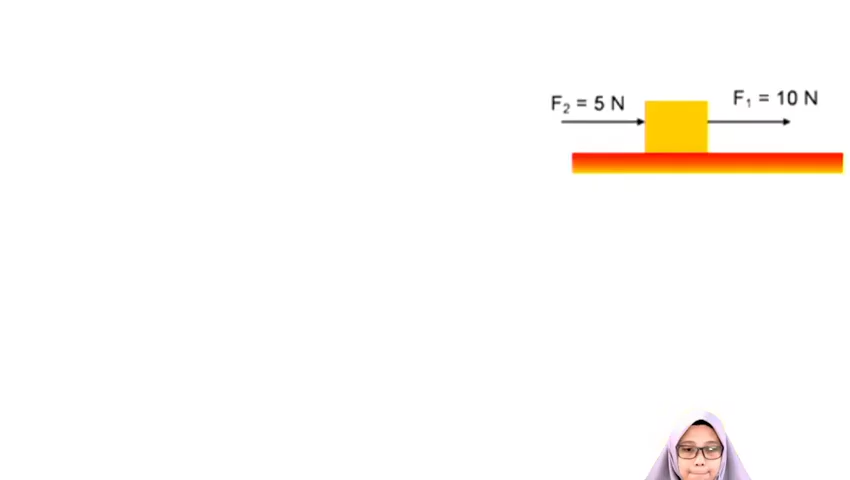 F₂ = 5 N
F₁ = 10 N